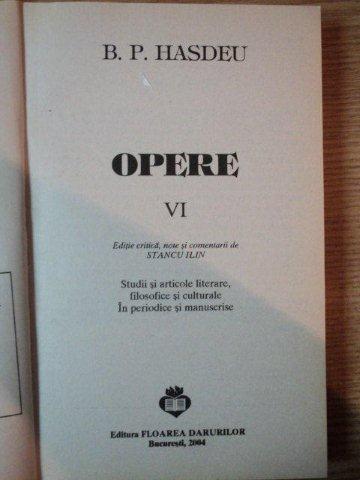 B. P. HASDEU
OPERE
VI
Ediție critică, note și comentarii de
STANCU ILIN
Studii și articole literare,
filosofice și culturale
În periodice și manuscrise
Editura FLOAREA DARURILOR
București, 2004